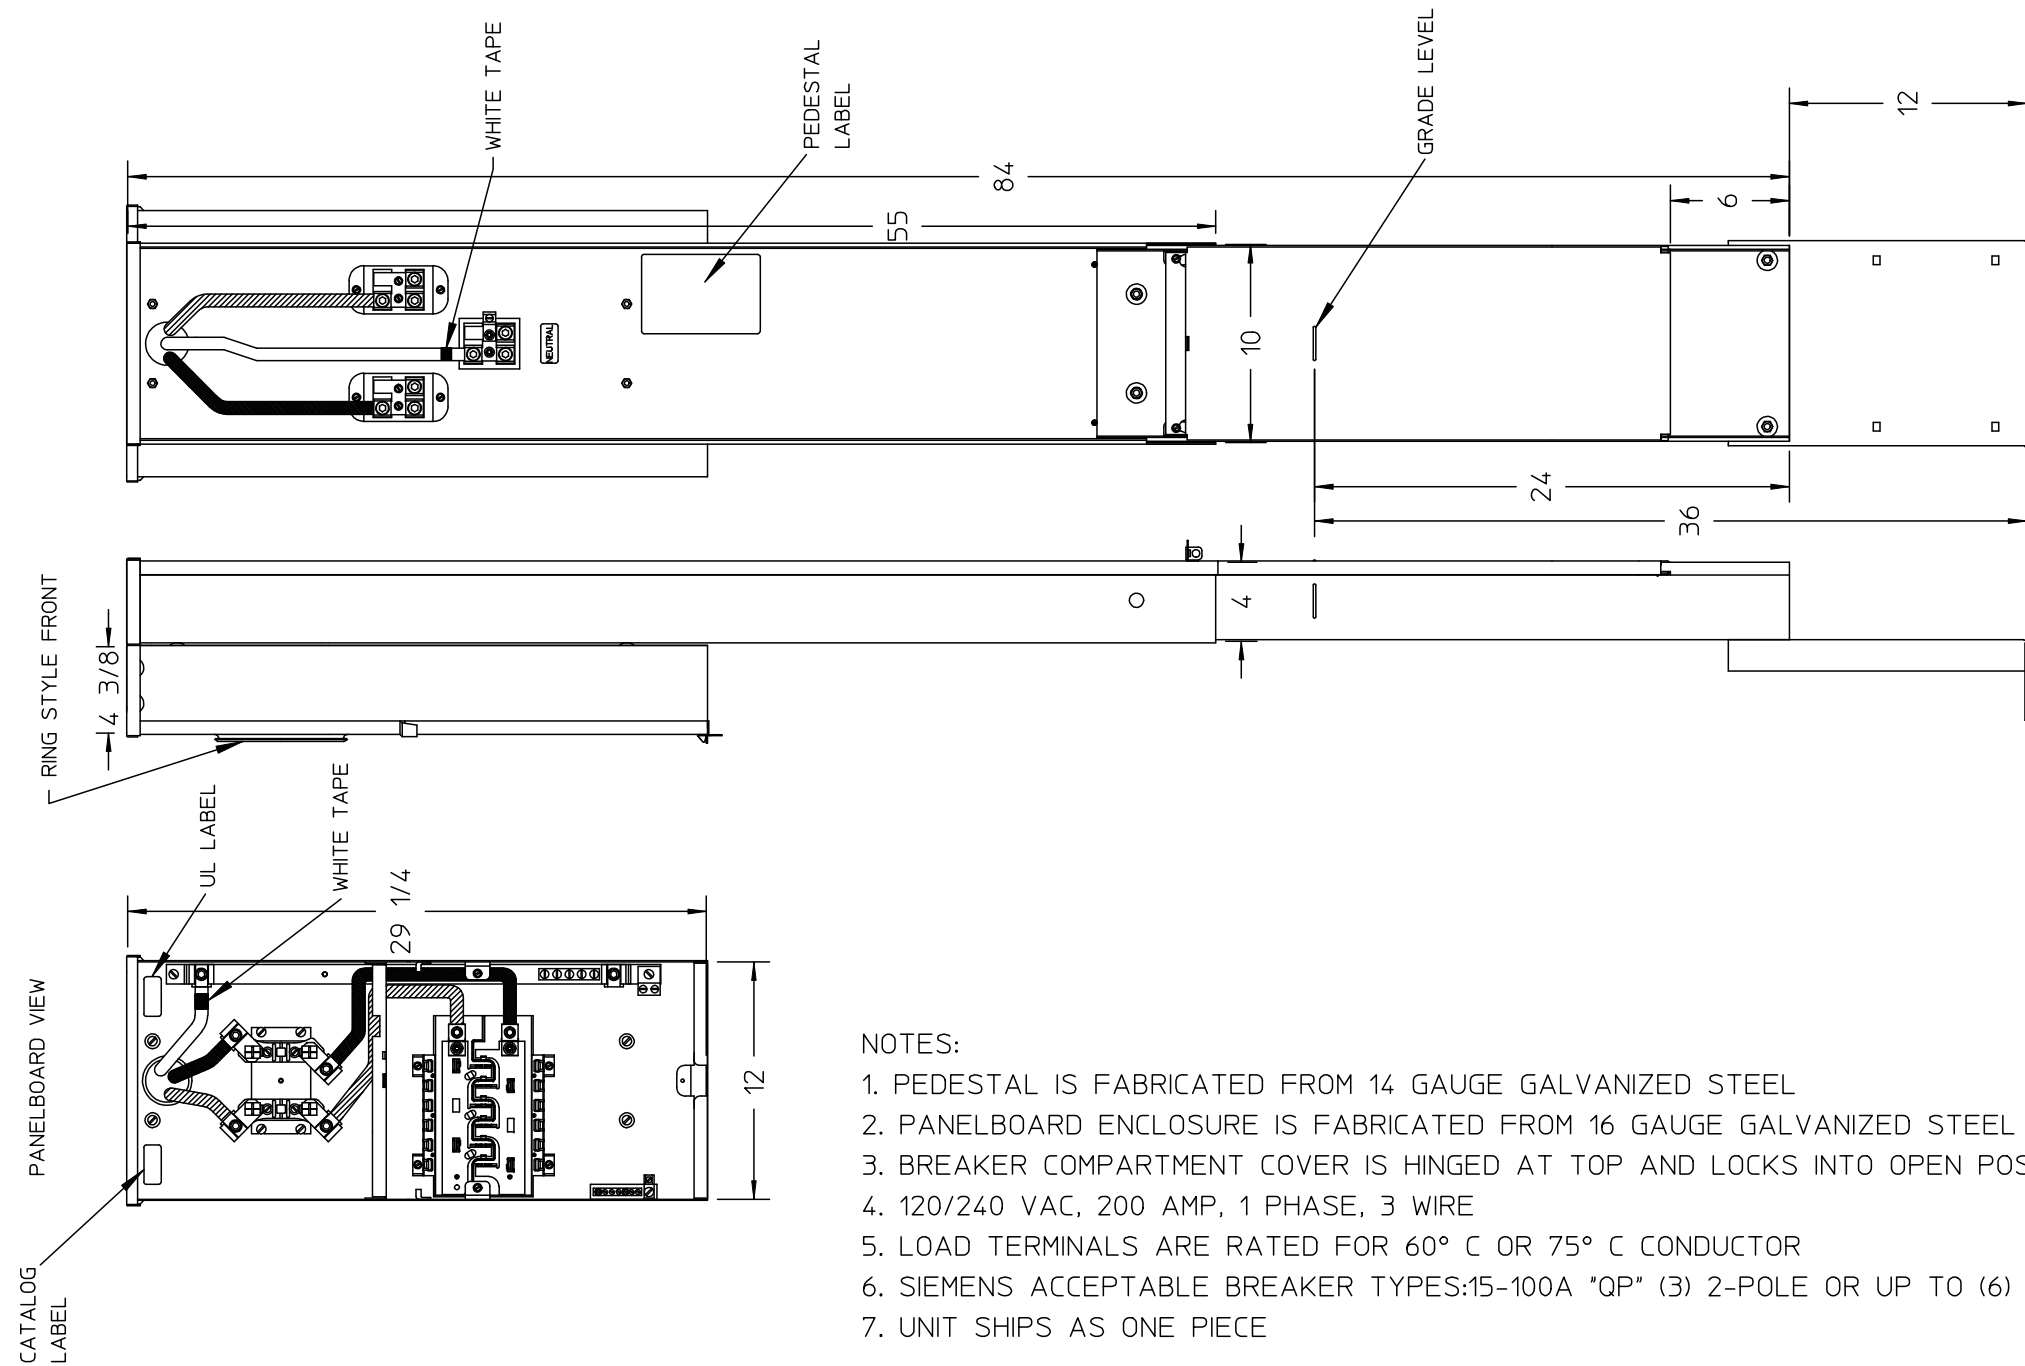 WHITE TAPE
PEDESTAL
LABEL
GRADE LEVEL
12
84
55
6
NEUTRAL
10
24
36
RING STYLE FRONT
4 3/8
4
UL LABEL
WHITE TAPE
29 1/4
PANELBOARD VIEW
12
CATALOG
LABEL
NOTES:
1. PEDESTAL IS FABRICATED FROM 14 GAUGE GALVANIZED STEEL
2. PANELBOARD ENCLOSURE IS FABRICATED FROM 16 GAUGE GALVANIZED STEEL
3. BREAKER COMPARTMENT COVER IS HINGED AT TOP AND LOCKS INTO OPEN POS
4. 120/240 VAC, 200 AMP, 1 PHASE, 3 WIRE
5. LOAD TERMINALS ARE RATED FOR 60° C OR 75° C CONDUCTOR
6. SIEMENS ACCEPTABLE BREAKER TYPES:15-100A "QP" (3) 2-POLE OR UP TO (6)
7. UNIT SHIPS AS ONE PIECE